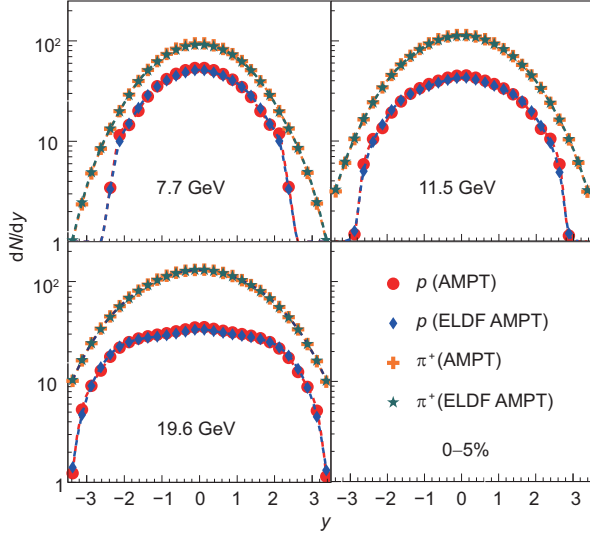 10²
10
1
7.7 GeV
11.5 GeV
dN/dy
10²
10
1
19.6 GeV
p (AMPT)
p (ELDF AMPT)
π⁺(AMPT)
π⁺(ELDF AMPT)
0–5%
−3 −2 −1 0 1 2 3
−3 −2 −1 0 1 2 3
y